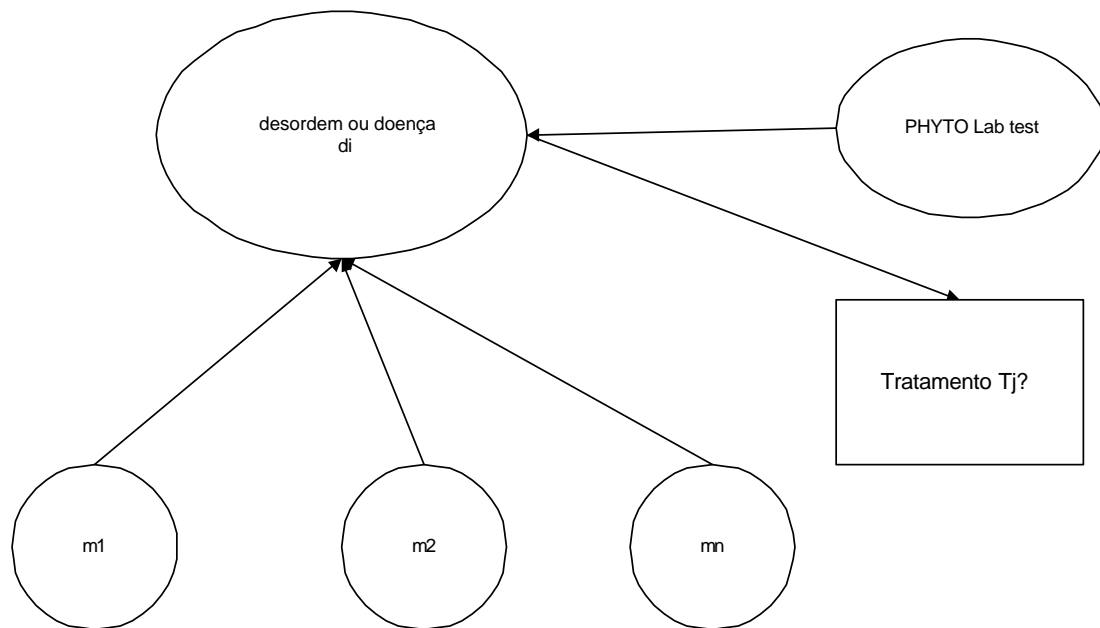 desordem ou doença
di
PHYTO Lab test
Tratamento Tj?
m1
m2
mn